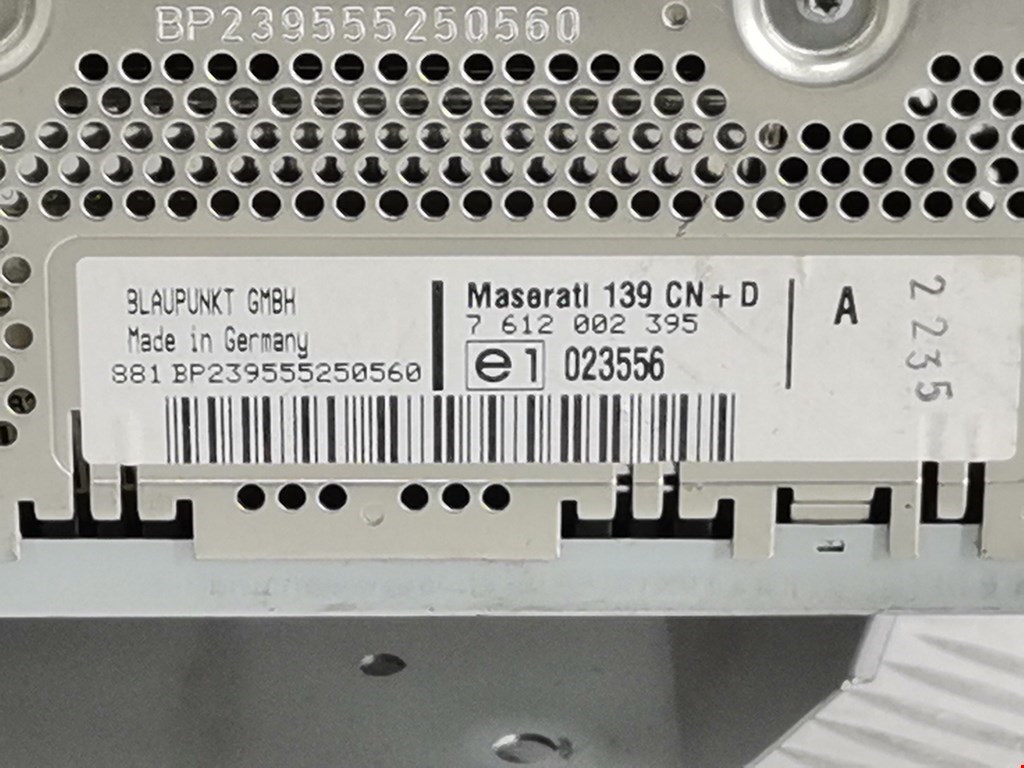 BP239555250560
BLAUPUNKT GMBH
Made in Germany
881 BP239555250560
Maserati 139 CN+D
7 612 002 395
e1 023556
A
2235